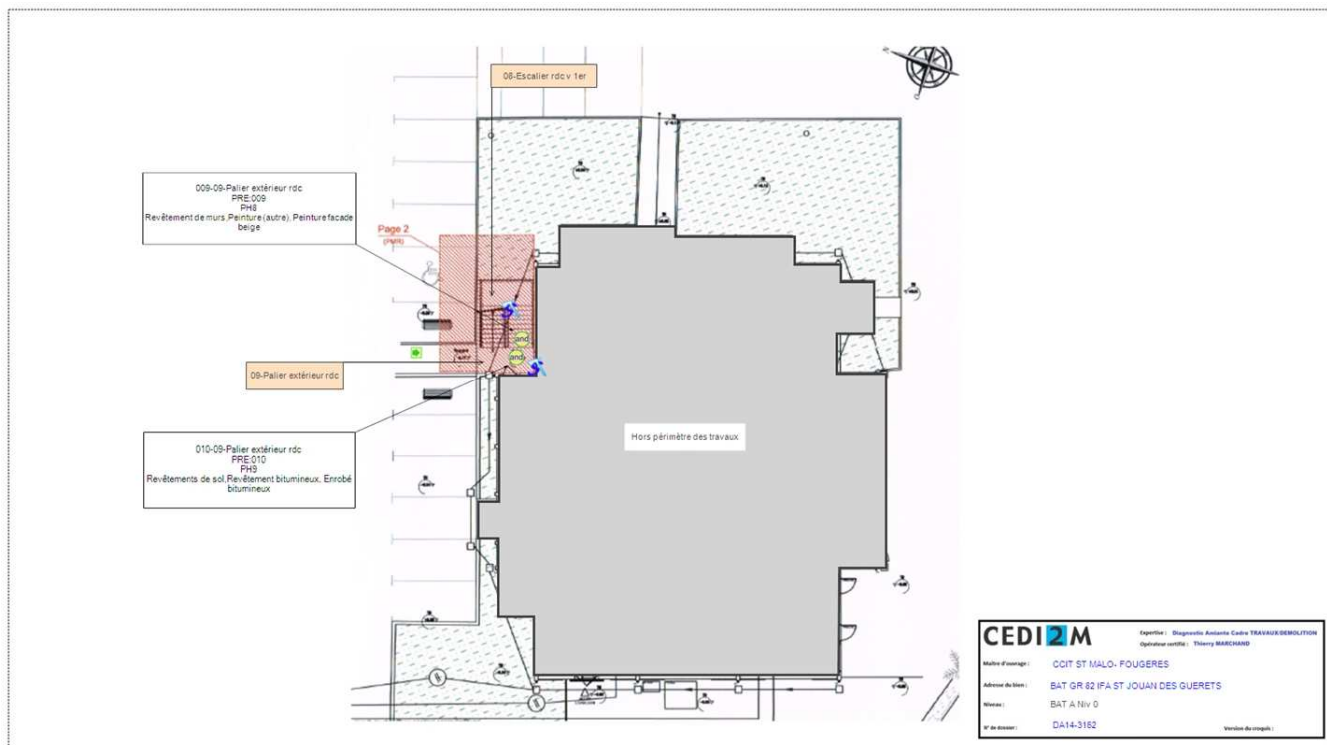 08-Escalier rdc v 1er
009-09-Palier extérieur rdc
PRE:009
PH8
Revêtement de murs,Peinture (autre), Peinture facade
beige
Page 2
(PMR)
and
and
09-Palier extérieur rdc
010-09-Palier extérieur rdc
PRE:010
PH9
Revêtements de sol,Revêtement bitumineux, Enrobé
bitumineux
Hors périmètre des travaux
CEDI2M
Expertise : Diagnostic Amiante Cadre TRAVAUX/DEMOLITION
Opérateur certifié : Thierry MARCHAND
Maître d'ouvrage : CCIT ST MALO- FOUGERES
Adresse du bien : BAT GR 82 IFA ST JOUAN DES GUERETS
Niveau : BAT A Niv 0
N° de dossier : DA14-3182
Version du croquis :